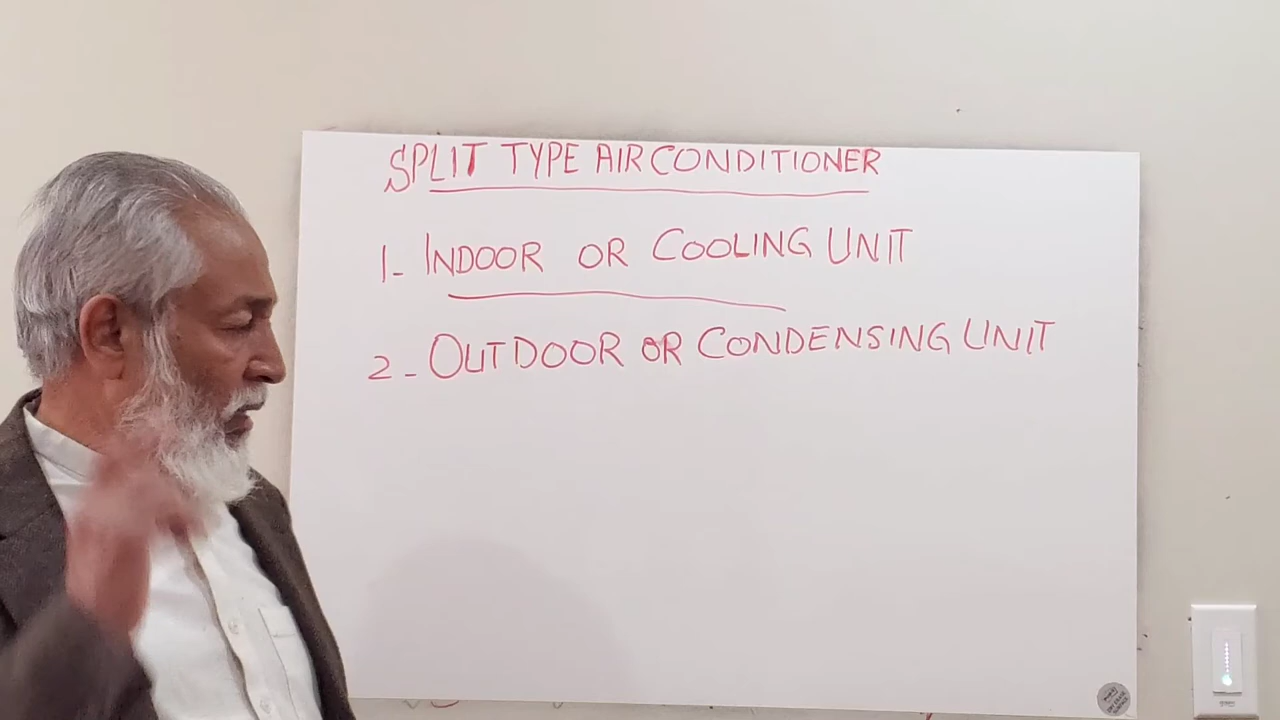 SPLIT TYPE AIR CONDITIONER
1- INDOOR OR COOLING UNIT
2- OUTDOOR OR CONDENSING UNIT